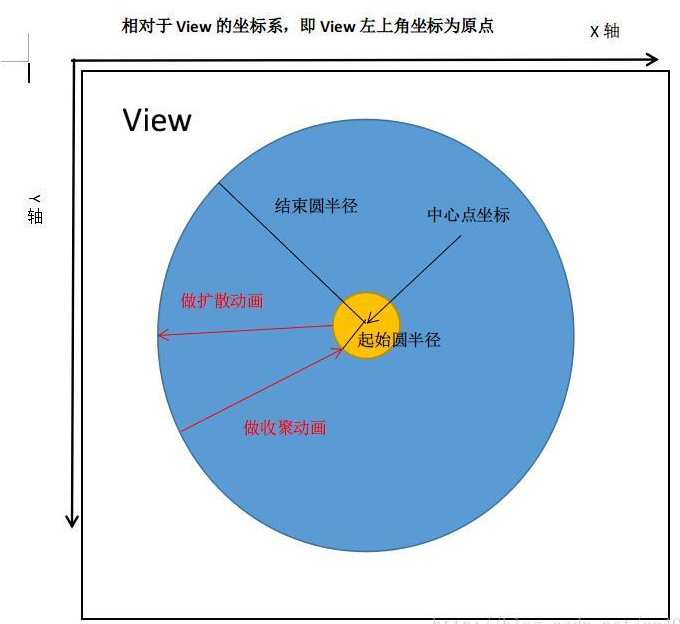 相对于 View 的坐标系，即 View 左上角坐标为原点
X 轴
View
Y 轴
结束圆半径
中心点坐标
做扩散动画
起始圆半径
做收聚动画